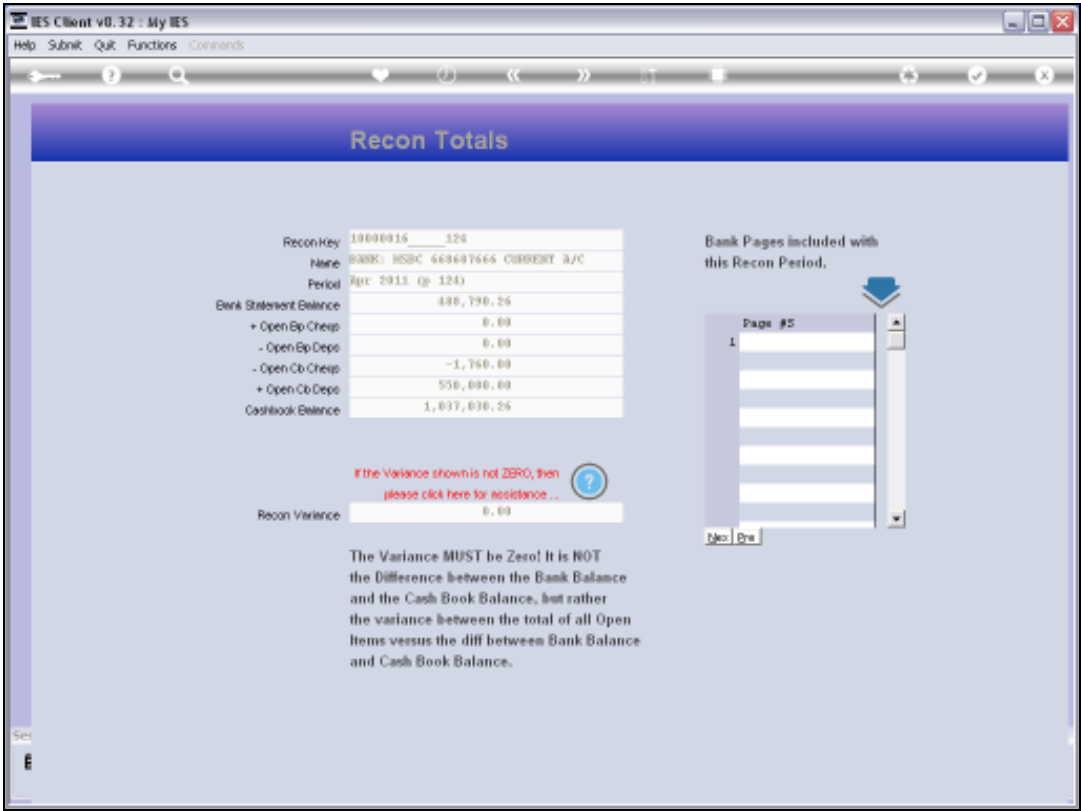 IES Client v8.32 : My IES
Help Submit Quit Functions Commands
Recon Totals
Recon Key 10000016____124
Name BANK: HSBC 660607666 CURRENT A/C
Period Apr 2011 (p 124)
Bank Statement Balance 488,790.26
+ Open Bp Cheqs 0.00
- Open Bp Deps 0.00
- Open Cb Cheqs -1,760.00
+ Open Cb Deps 550,000.00
Cashbook Balance 1,037,030.26
If the Variance shown is not ZERO, then
please click here for assistance ...
Recon Variance 0.00
The Variance MUST be Zero! It is NOT
the Difference between the Bank Balance
and the Cash Book Balance, but rather
the variance between the total of all Open
Items versus the diff between Bank Balance
and Cash Book Balance.
Bank Pages included with
this Recon Period.
Page #S
1
Nex Pre